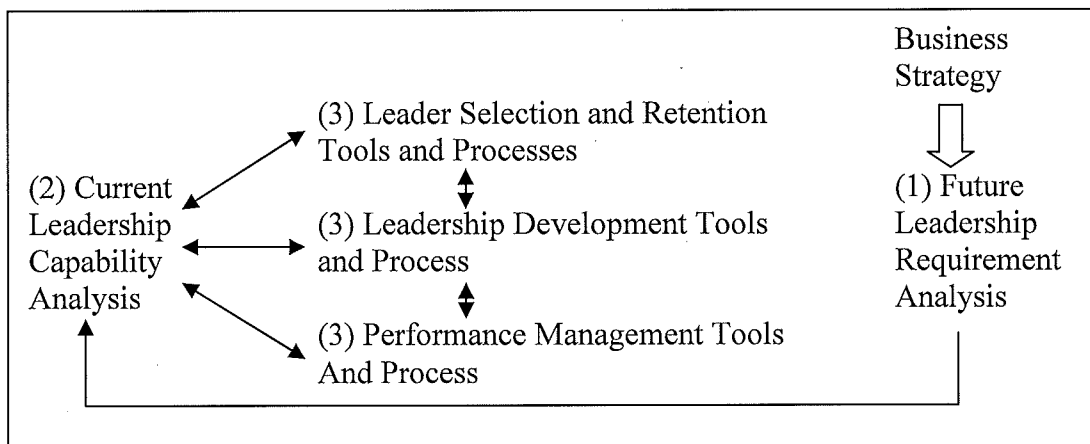 Business
Strategy
(3) Leader Selection and Retention
Tools and Processes
(2) Current
Leadership
Capability
Analysis
(3) Leadership Development Tools
and Process
(1) Future
Leadership
Requirement
Analysis
(3) Performance Management Tools
And Process